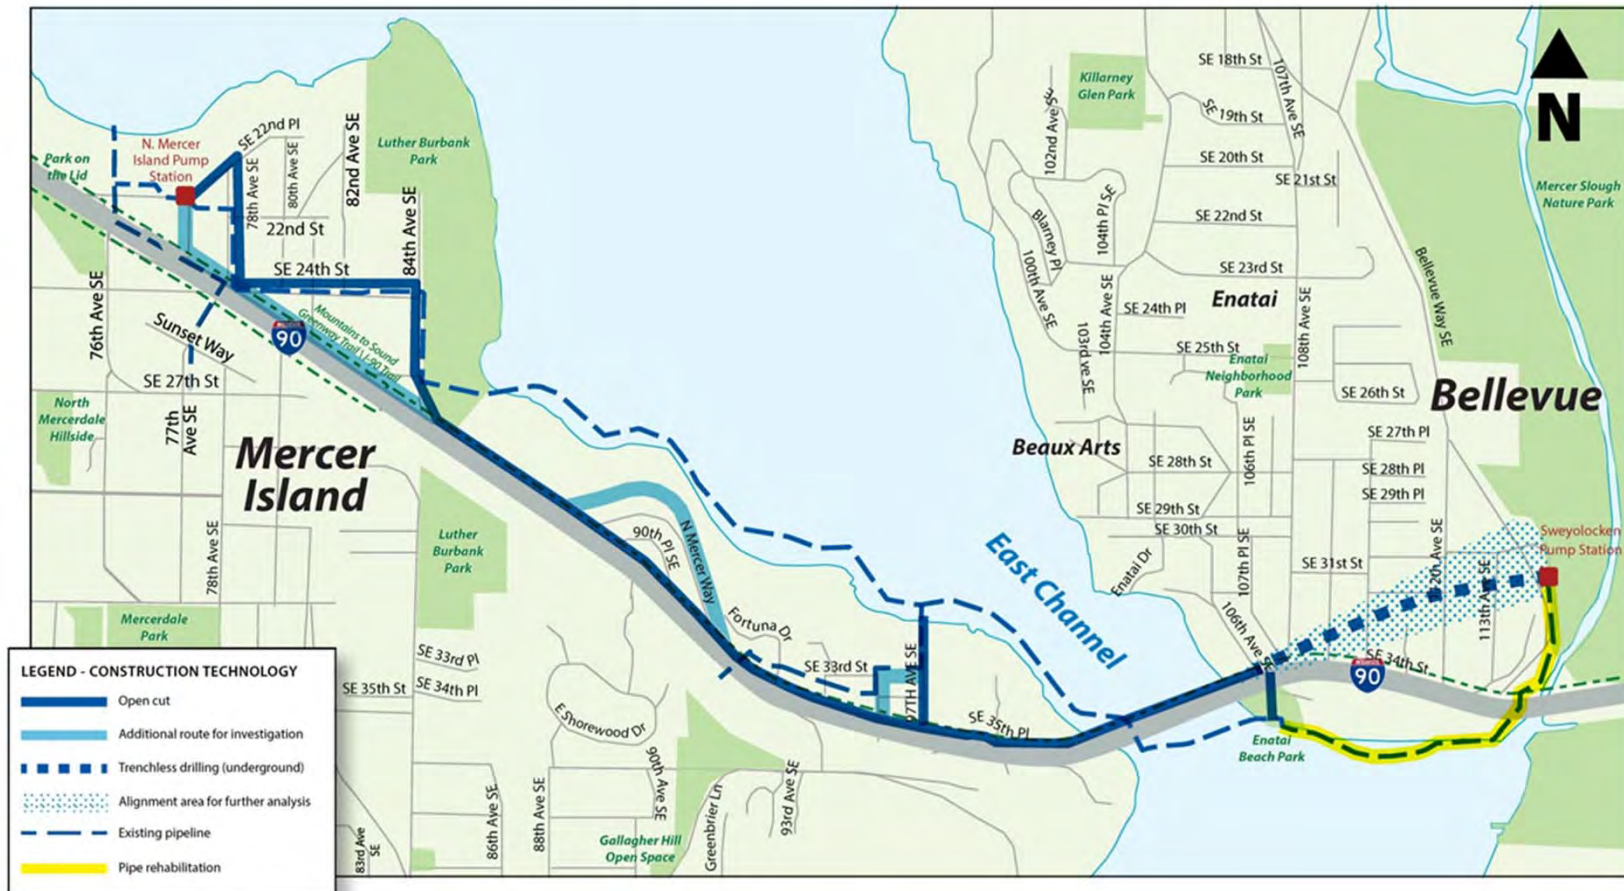 SE 18th St
107th Ave SE
Killarney
Glen Park
N
102nd Ave SE
SE 19th St
SE 22nd Pl
N. Mercer
Island Pump
Station
82nd Ave SE
Luther Burbank
Park
Park on
the Lid
78th Ave SE
80th Ave SE
SE 20th St
SE 21st St
Mercer Slough
Nature Park
84th Ave SE
22nd St
Blarney Pl
104th Pl SE
SE 22nd St
SE 24th St
100th Ave SE
SE 23rd St
Bellevue Way SE
76th Ave SE
Enatai
Mountains to Sound
Greenway Trail \ I-90 Trail
Sunset Way
90
104th Ave SE
SE 24th Pl
108th Ave SE
103rd ve SE
SE 25th St
Enatai
Neighborhood
Park
SE 27th St
SE 26th St
Bellevue
North
Mercerdale
Hillside
77th
Ave SE
Mercer
Island
Beaux Arts
106th Pl SE
SE 27th Pl
SE 28th St
SE 28th Pl
SE 29th Pl
SE 29th St
SE 30th St
78th Ave SE
Luther
Burbank
Park
90th Pl SE
N Mercer Way
East Channel
Enatai Dr
107th Pl SE
SE 31st St
Sweyolocken
Pump Station
113th Ave SE
106th Ave SE
Mercerdale
Park
Fortuna Dr
SE 33rd Pl
SE 34th Pl
SE 35th St
SE 33rd St
97TH AVE SE
SE 34th St
90
E Shorewood Dr
SE 35th Pl
Enatai
Beach Park
90th Ave SE
86th Ave SE
88th Ave SE
93rd Ave SE
Greenbrier Ln
Gallagher Hill
Open Space
83rd Ave
SE
LEGEND - CONSTRUCTION TECHNOLOGY
Open cut
Additional route for investigation
Trenchless drilling (underground)
Alignment area for further analysis
Existing pipeline
Pipe rehabilitation